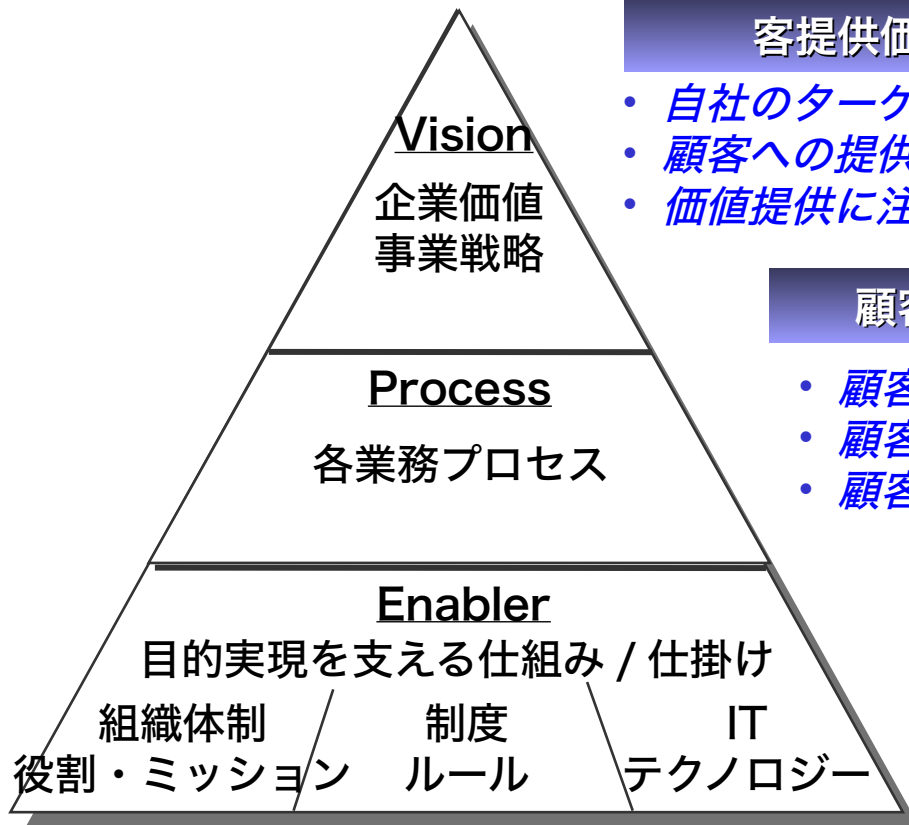 Vision
企業価値
事業戦略
Process
各業務プロセス
Enabler
目的実現を支える仕組み / 仕掛け
組織体制 制度 IT
役割・ミッション ルール テクノロジー
客提供価
• 自社のターゲ
• 顧客への提供
• 価値提供に注
顧客
• 顧客
• 顧客
• 顧客